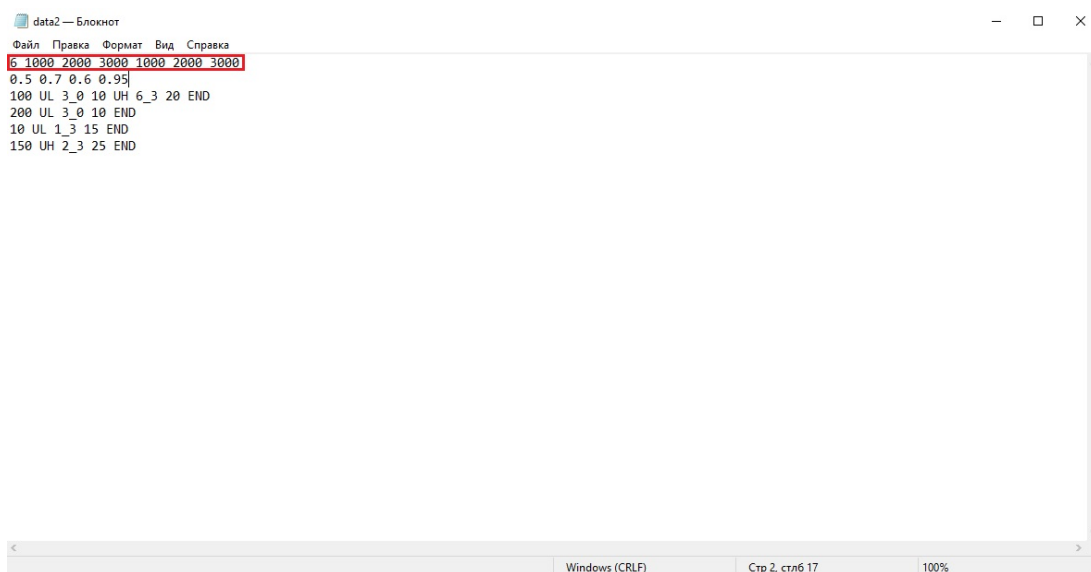 data2 — Блокнот
Файл Правка Формат Вид Справка
6 1000 2000 3000 1000 2000 3000
0.5 0.7 0.6 0.95
100 UL 3_0 10 UH 6_3 20 END
200 UL 3_0 10 END
10 UL 1_3 15 END
150 UH 2_3 25 END
Windows (CRLF) Стр 2, стлб 17 100%